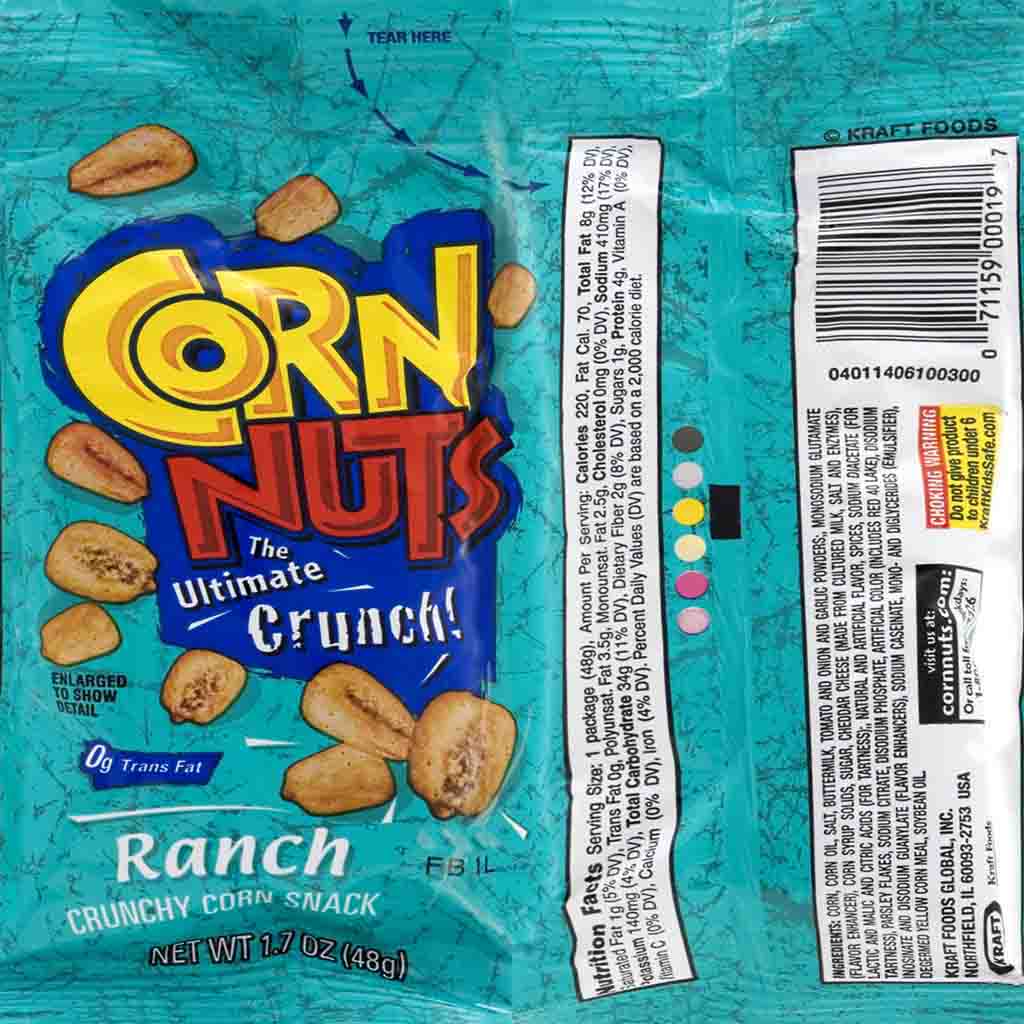 TEAR HERE
CORN
NUTS
The
Ultimate
Crunch!
ENLARGED
TO SHOW
DETAIL
0g Trans Fat
Ranch
CRUNCHY CORN SNACK
NET WT 1.7 OZ (48g)
FB 1L
Nutrition Facts Serving Size: 1 package (48g), Amount Per Serving: Calories 220, Fat Cal. 70, Total Fat 8g (12% DV),
Saturated Fat 1g (5% DV), Trans Fat 0g, Polyunsat. Fat 3.5g, Monounsat. Fat 2.5g, Cholesterol 0mg (0% DV), Sodium 410mg (17% DV),
Potassium 140mg (4% DV), Total Carbohydrate 34g (11% DV), Dietary Fiber 2g (8% DV), Sugars 1g, Protein 4g, Vitamin A (0% DV),
Vitamin C (0% DV), Calcium (0% DV), Iron (4% DV). Percent Daily Values (DV) are based on a 2,000 calorie diet.
© KRAFT FOODS
0 71159 00019 7
04011406100300
INGREDIENTS: CORN, CORN OIL, SALT, BUTTERMILK, TOMATO AND ONION AND GARLIC POWDERS, MONOSODIUM GLUTAMATE
(FLAVOR ENHANCER), CORN SYRUP SOLIDS, SUGAR, CHEDDAR CHEESE (MADE FROM CULTURED MILK, SALT AND ENZYMES),
LACTIC AND MALIC AND CITRIC ACIDS (FOR TARTNESS), NATURAL AND ARTIFICIAL FLAVOR, SPICES, SODIUM DIACETATE (FOR
TARTNESS), PARSLEY FLAKES, SODIUM CITRATE, DISODIUM PHOSPHATE, ARTIFICIAL COLOR (INCLUDES RED 40 LAKE), DISODIUM
INOSINATE AND DISODIUM GUANYLATE (FLAVOR ENHANCERS), SODIUM CASEINATE, MONO- AND DIGLYCERIDES (EMULSIFIER),
DEGERMED YELLOW CORN MEAL, SOYBEAN OIL
KRAFT FOODS GLOBAL, INC.
NORTHFIELD, IL 60093-2753 USA
KRAFT Kraft Foods
CHOKING WARNING
Do not give product
to children under 6
KraftKidsSafe.com
visit us at:
cornnuts.com:
Or call toll